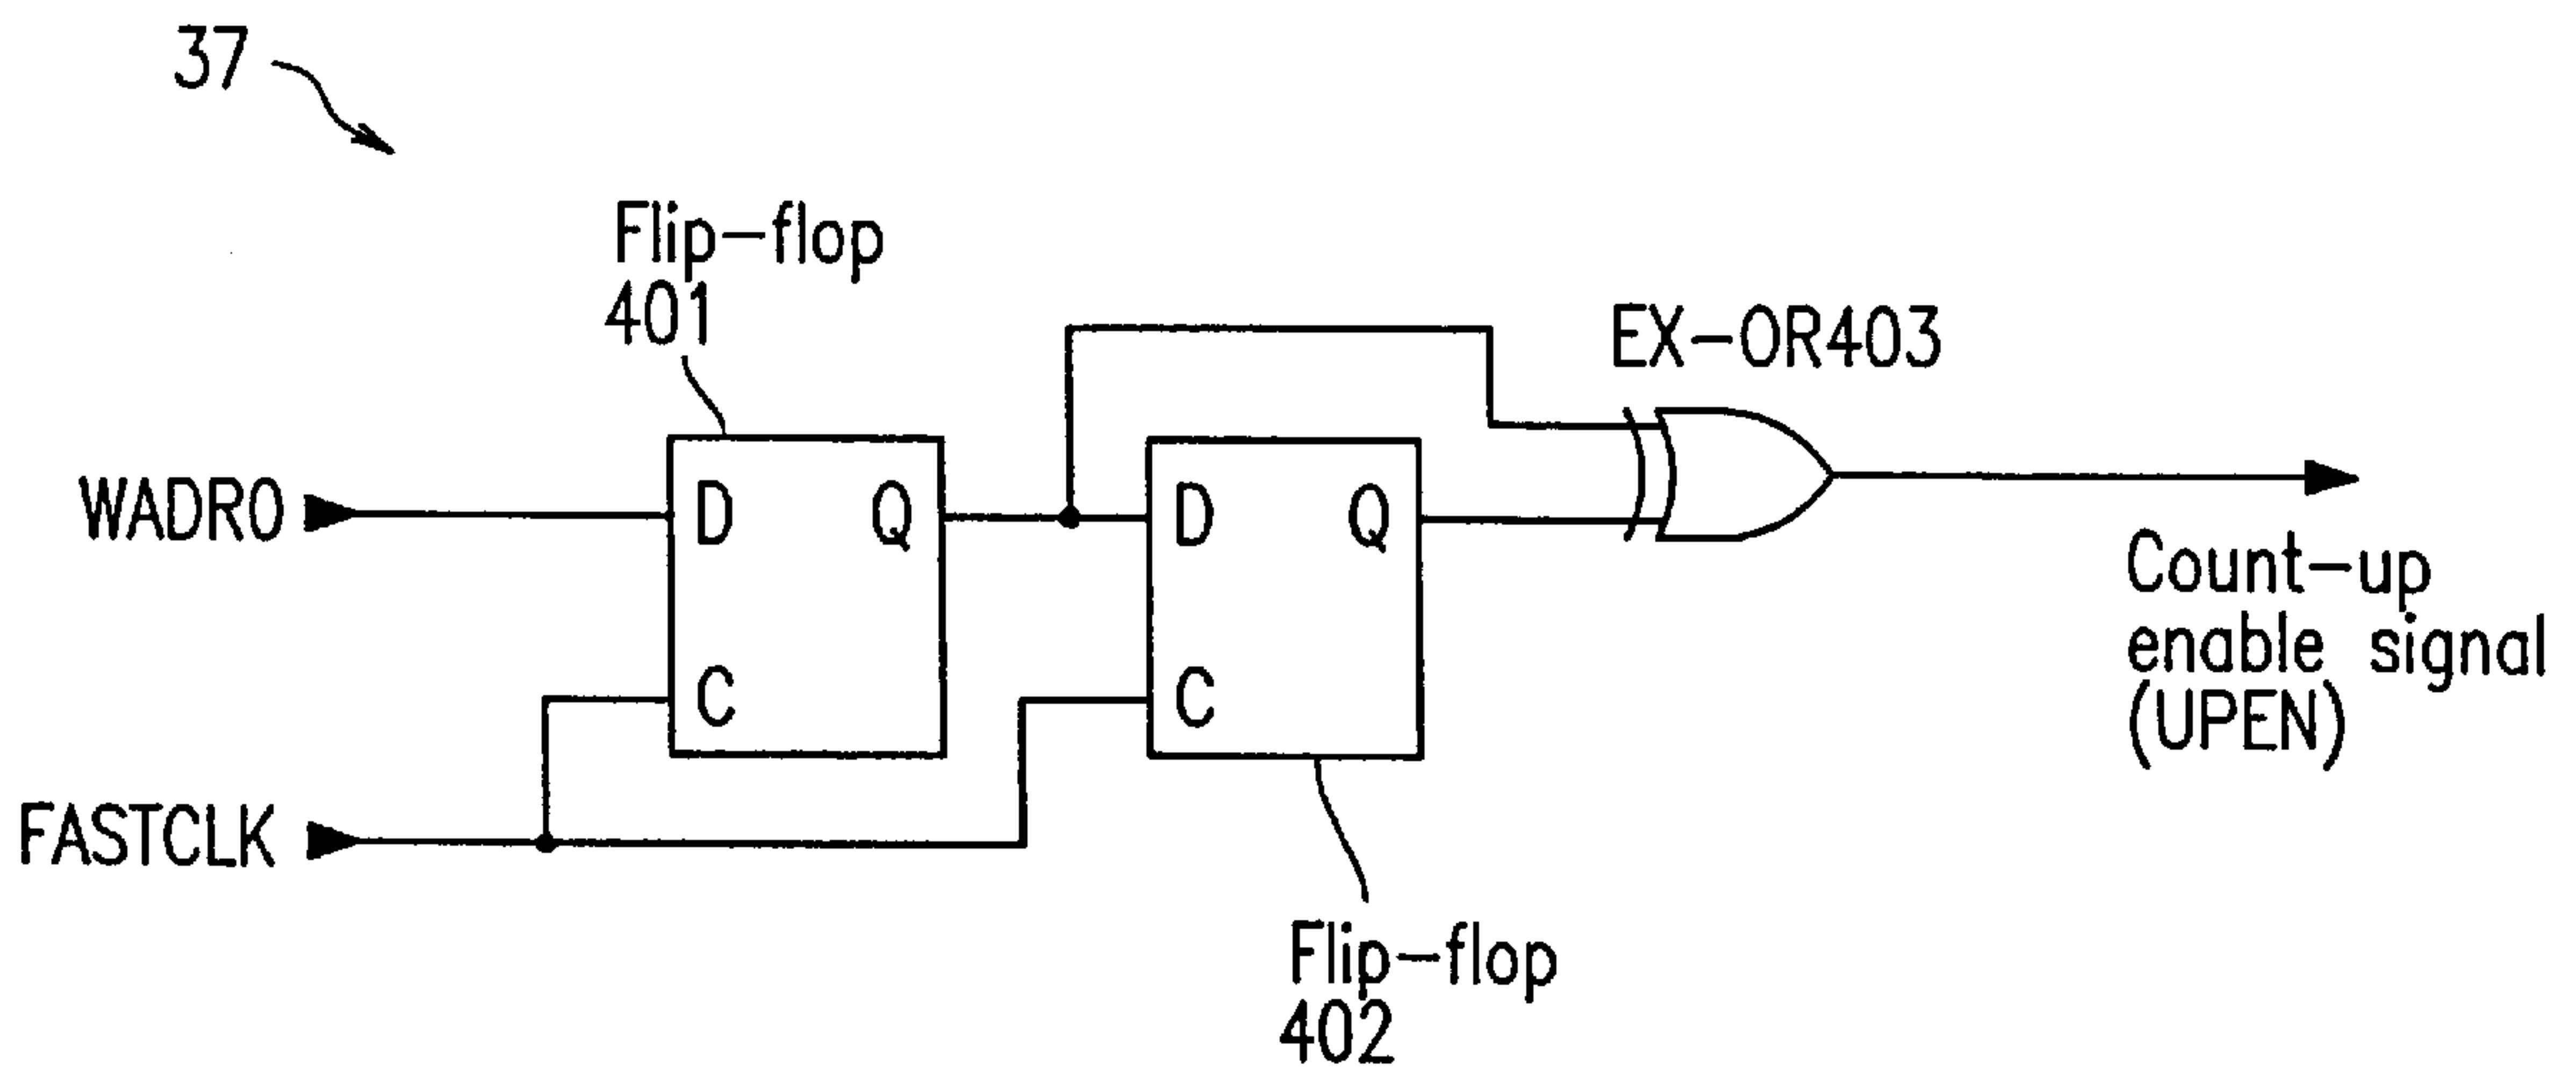 37
Flip-flop
401
EX-OR403
WADR0
D
Q
D
Q
C
C
Count-up
enable signal
(UPEN)
FASTCLK
Flip-flop
402